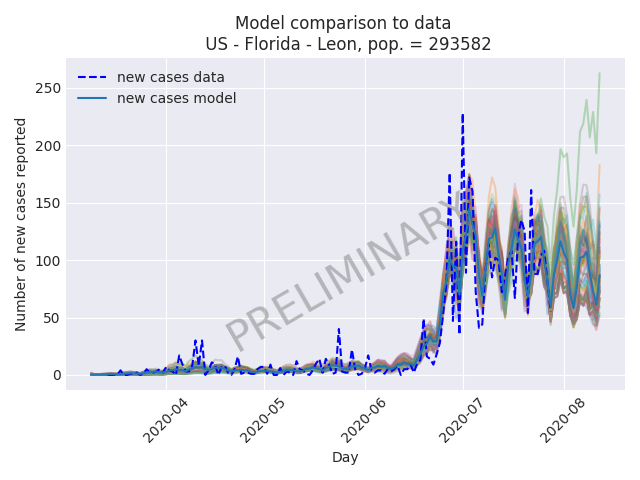 Model comparison to data
US - Florida - Leon, pop. = 293582
new cases data
new cases model
PRELIMINARY
Number of new cases reported
250
200
150
100
50
0
2020-04
2020-05
2020-06
2020-07
2020-08
Day